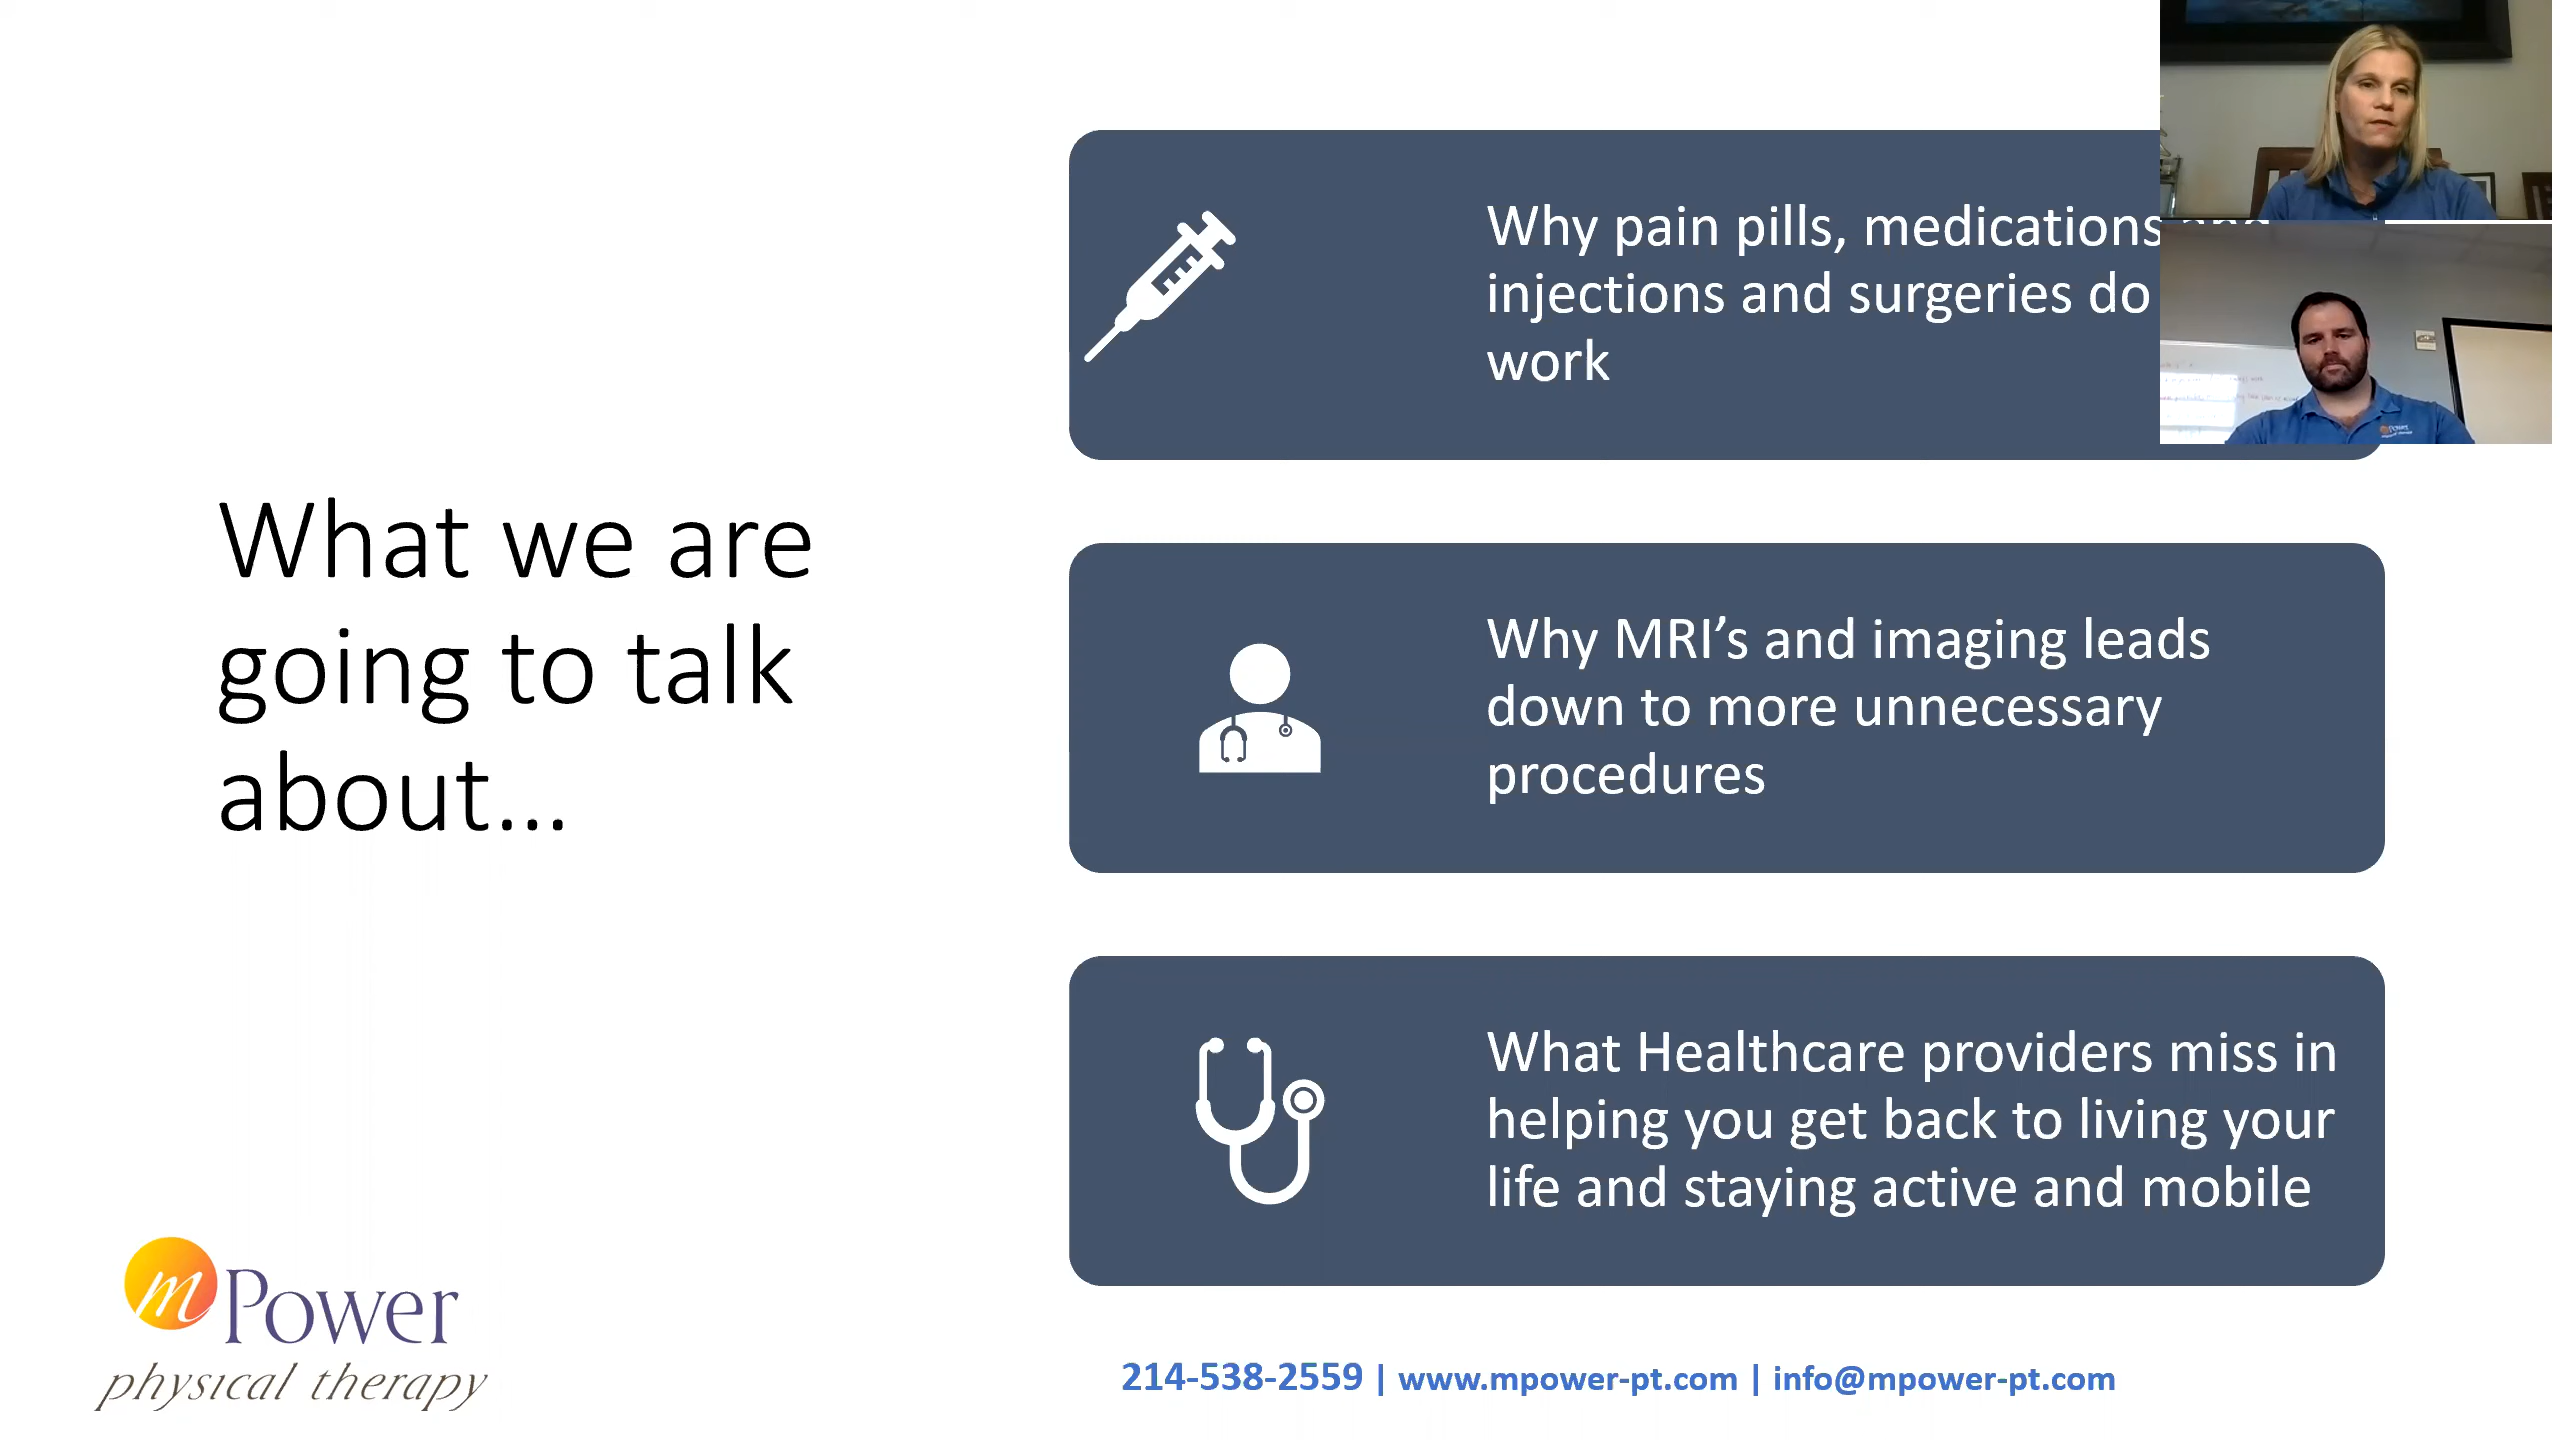 What we are
going to talk
about...
Why pain pills, medications
injections and surgeries do
work
Why MRI's and imaging leads
down to more unnecessary
procedures
What Healthcare providers miss in
helping you get back to living your
life and staying active and mobile
m Power
physical therapy
214-538-2559 | www.mpower-pt.com | info@mpower-pt.com